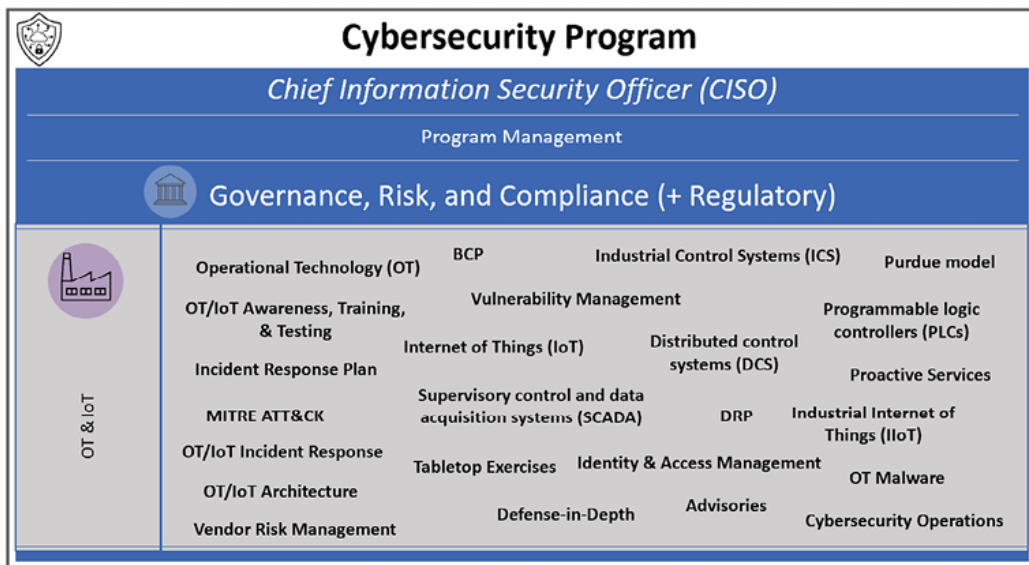 Cybersecurity Program
Chief Information Security Officer (CISO)
Program Management
Governance, Risk, and Compliance (+ Regulatory)
OT & IoT
Operational Technology (OT)
BCP
Industrial Control Systems (ICS)
Purdue model
OT/IoT Awareness, Training,
& Testing
Vulnerability Management
Programmable logic
controllers (PLCs)
Internet of Things (IoT)
Distributed control
systems (DCS)
Incident Response Plan
Proactive Services
Supervisory control and data
acquisition systems (SCADA)
MITRE ATT&CK
DRP
Industrial Internet of
Things (IIoT)
OT/IoT Incident Response
Tabletop Exercises
Identity & Access Management
OT Malware
OT/IoT Architecture
Defense-in-Depth
Advisories
Cybersecurity Operations
Vendor Risk Management